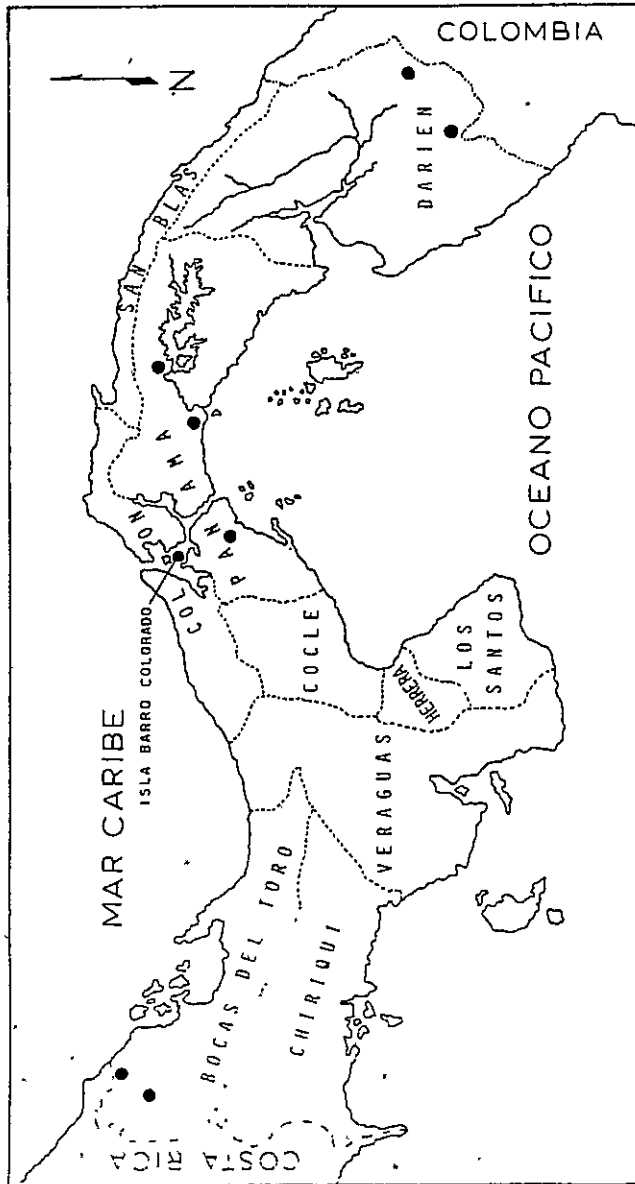 COLOMBIA
N
SAN BLAS
DARIEN
OCEANO PACIFICO
PANAMA
COLON
MAR CARIBE
ISLA BARRO COLORADO
COCLE
LOS
SANTOS
HERRERA
VERAGUAS
BOCAS DEL TORO
CHIRIQUI
COSTA RICA